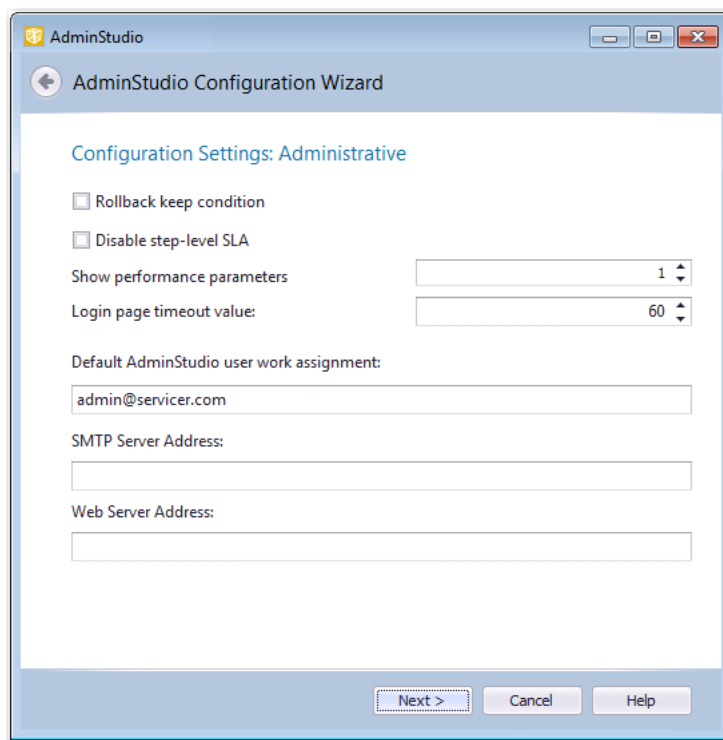 AdminStudio
AdminStudio Configuration Wizard
Configuration Settings: Administrative
Rollback keep condition
Disable step-level SLA
Show performance parameters 1
Login page timeout value: 60
Default AdminStudio user work assignment:
admin@servicer.com
SMTP Server Address:
Web Server Address:
Next > Cancel Help